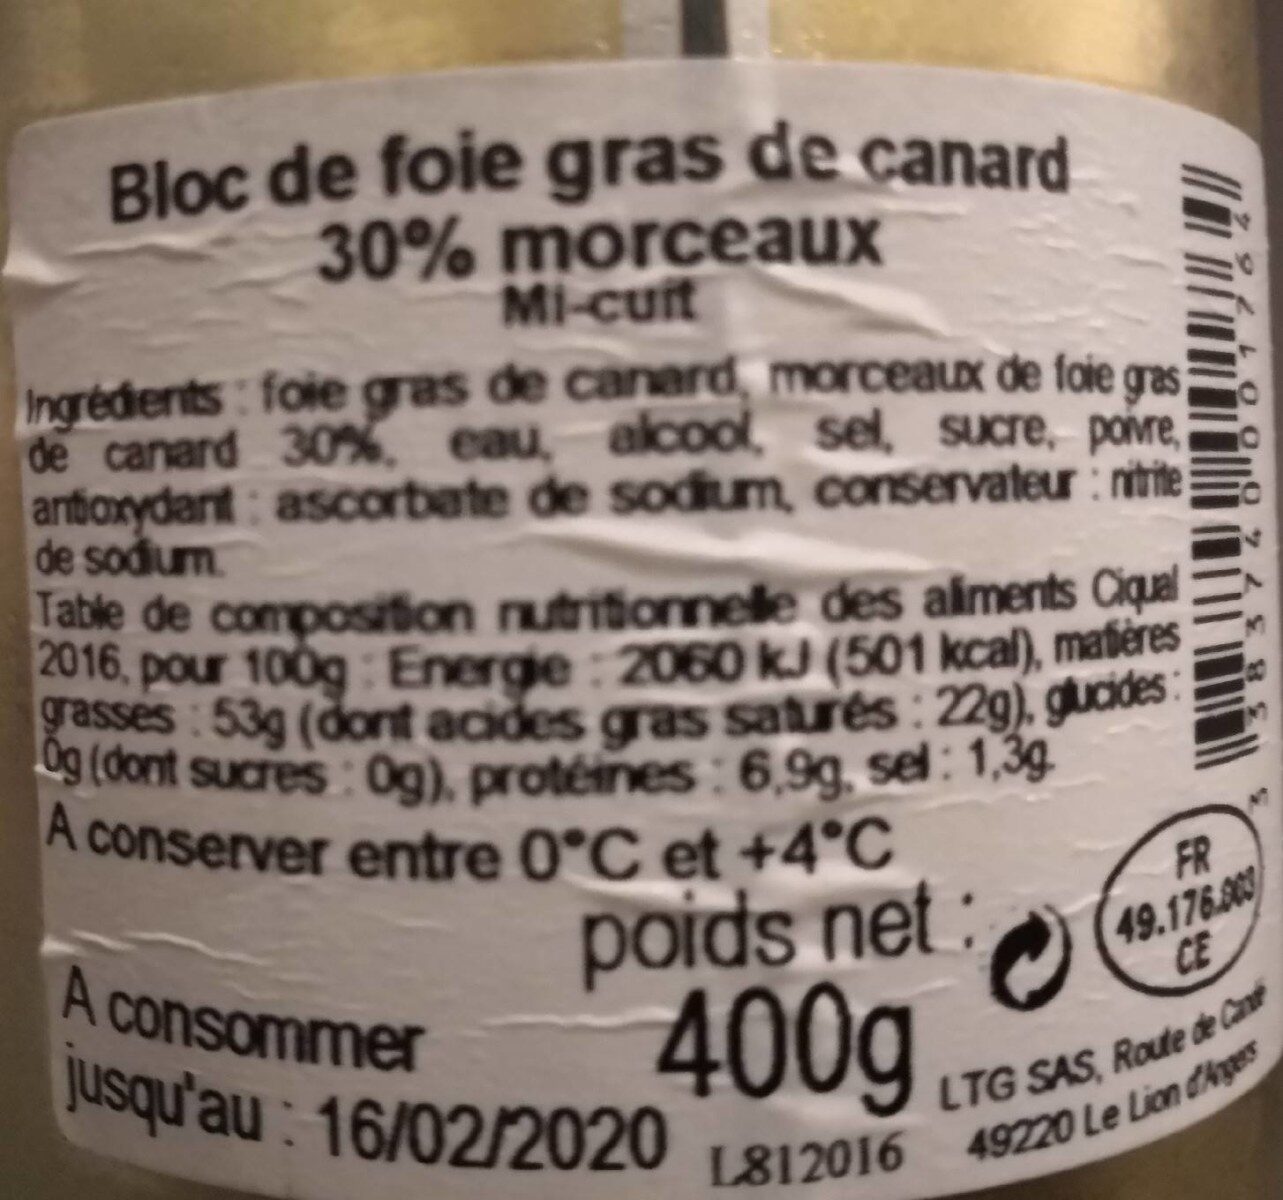 Bloc de foie gras de canard
30% morceaux
Mi-cuit
Ingrédients : foie gras de canard, morceaux de foie gras
de canard 30%, eau, alcool, sel, sucre, poivre,
antioxydant : ascorbate de sodium, conservateur : nitrite
de sodium.
Table de composition nutritionnelle des aliments Ciqual
2016, pour 100g : Energie : 2060 kJ (501 kcal), matières
grasses : 53g (dont acides gras saturés : 22g), glucides :
0g (dont sucres : 0g), protéines : 6,9g, sel : 1,3g.
A conserver entre 0°C et +4°C
poids net :
400g
A consommer
jusqu'au : 16/02/2020
L812016
FR
49.176.003
CE
LTG SAS, Route de Candé
49220 Le Lion d'Angers
3 383740 001764